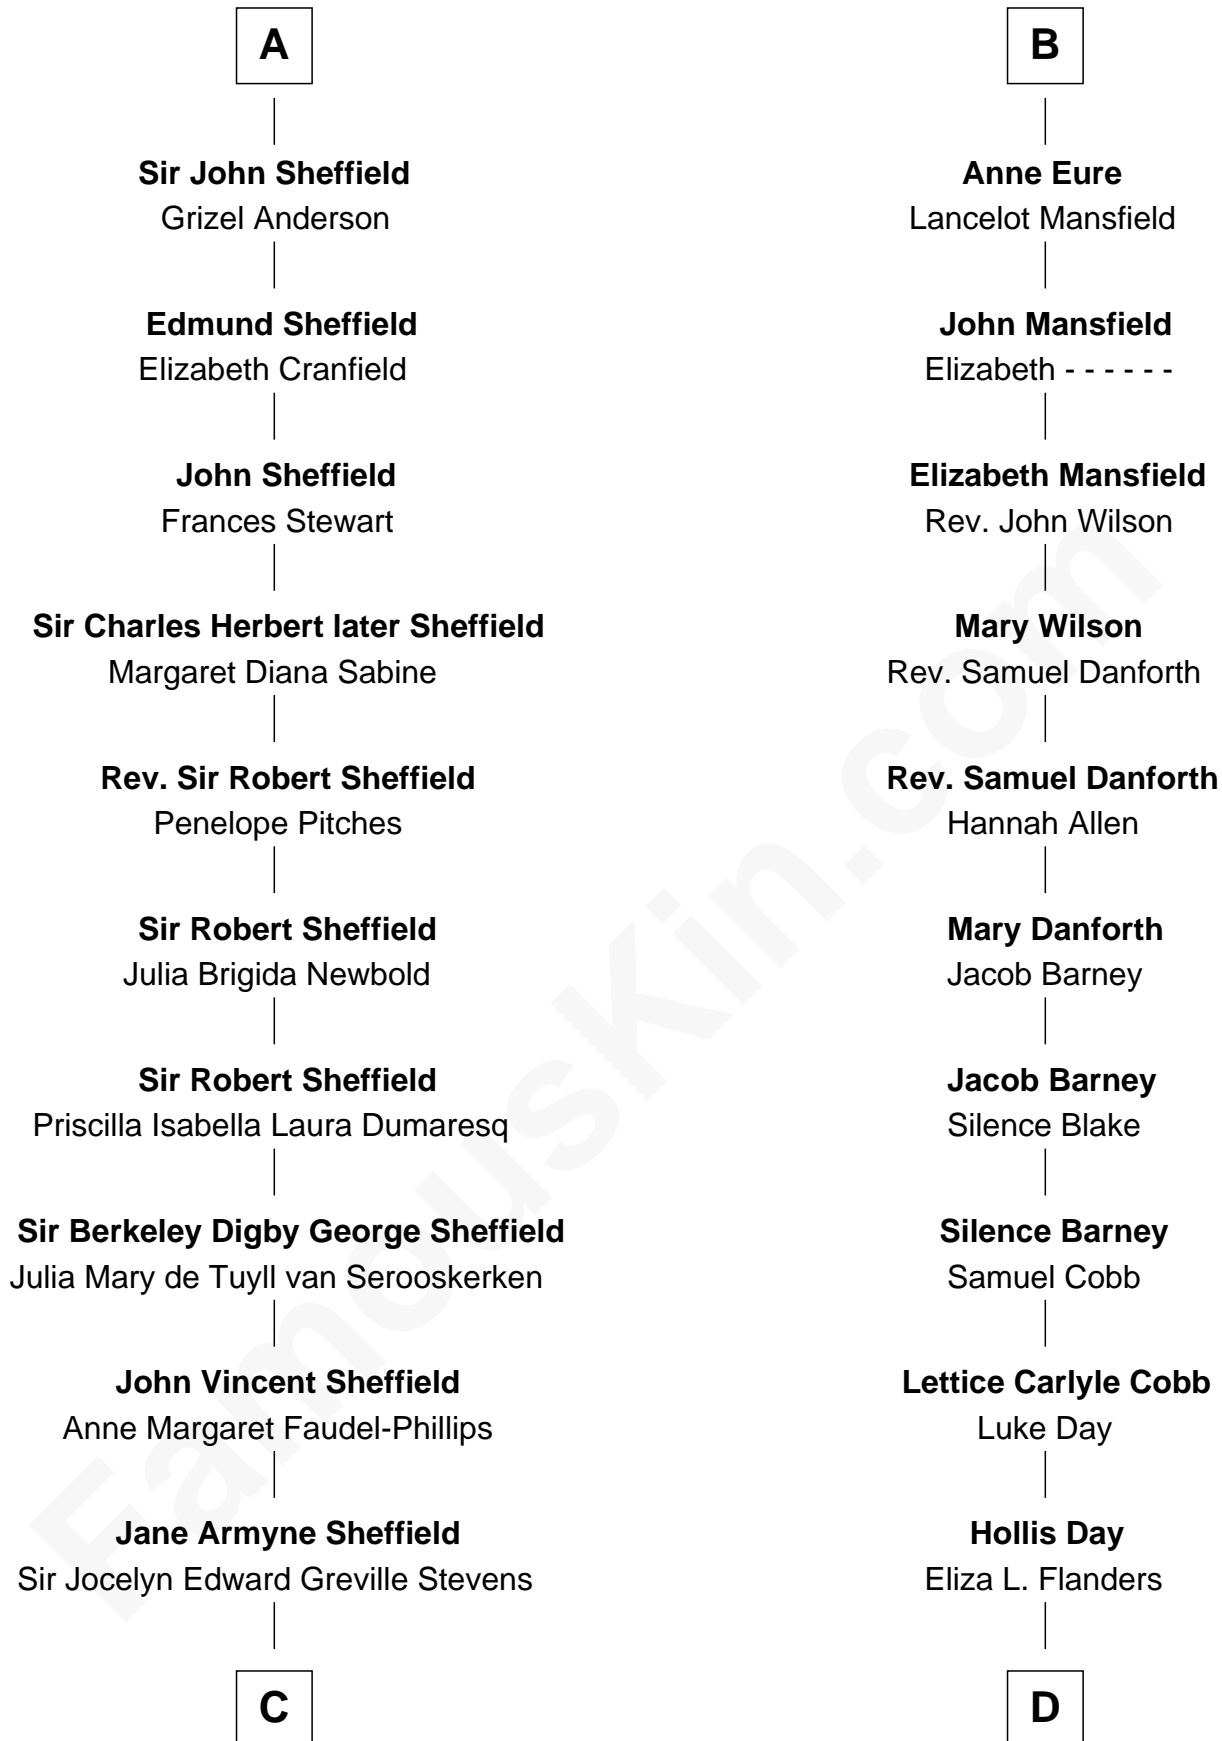 A
Sir John Sheffield
Grizel Anderson
Edmund Sheffield
Elizabeth Cranfield
John Sheffield
Frances Stewart
Sir Charles Herbert later Sheffield
Margaret Diana Sabine
Rev. Sir Robert Sheffield
Penelope Pitches
Sir Robert Sheffield
Julia Brigida Newbold
Sir Robert Sheffield
Priscilla Isabella Laura Dumaresq
Sir Berkeley Digby George Sheffield
Julia Mary de Tuyll van Serooskerken
John Vincent Sheffield
Anne Margaret Faudel-Phillips
Jane Armyne Sheffield
Sir Jocelyn Edward Greville Stevens
C
B
Anne Eure
Lancelot Mansfield
John Mansfield
Elizabeth - - - - - -
Elizabeth Mansfield
Rev. John Wilson
Mary Wilson
Rev. Samuel Danforth
Rev. Samuel Danforth
Hannah Allen
Mary Danforth
Jacob Barney
Jacob Barney
Silence Blake
Silence Barney
Samuel Cobb
Lettice Carlyle Cobb
Luke Day
Hollis Day
Eliza L. Flanders
D
FamousKin.com